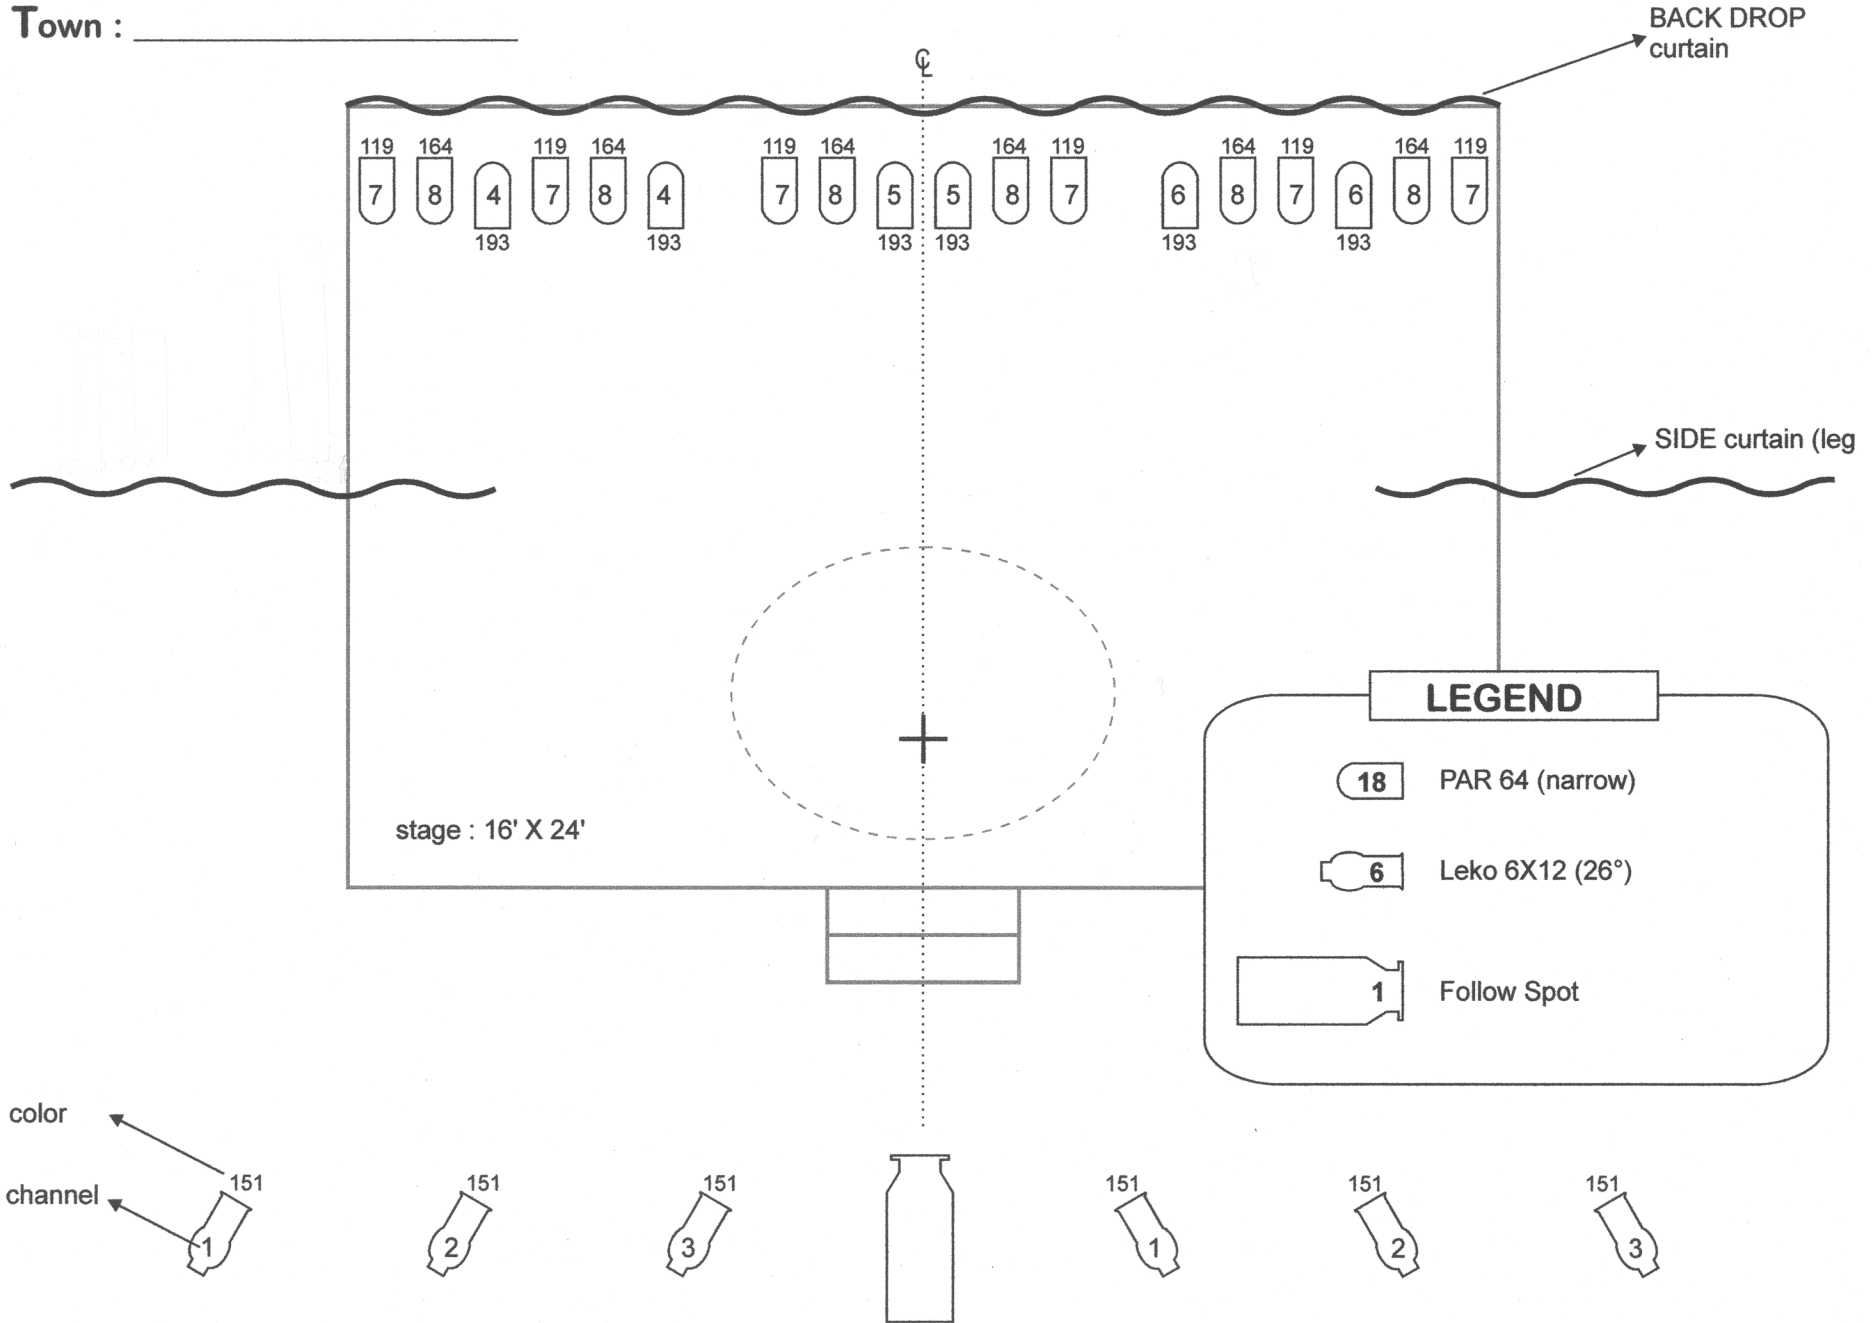 Town :
BACK DROP
curtain
CL
119 164 119 164 119 164 164 119 164 119 164 119
7 8 4 7 8 4 7 8 5 5 8 7 6 8 7 6 8 7
193 193 193 193 193 193
SIDE curtain (leg
LEGEND
18 PAR 64 (narrow)
stage : 16' X 24'
6 Leko 6X12 (26°)
1 Follow Spot
color
151 151 151 151 151 151
channel
1 2 3 1 2 3